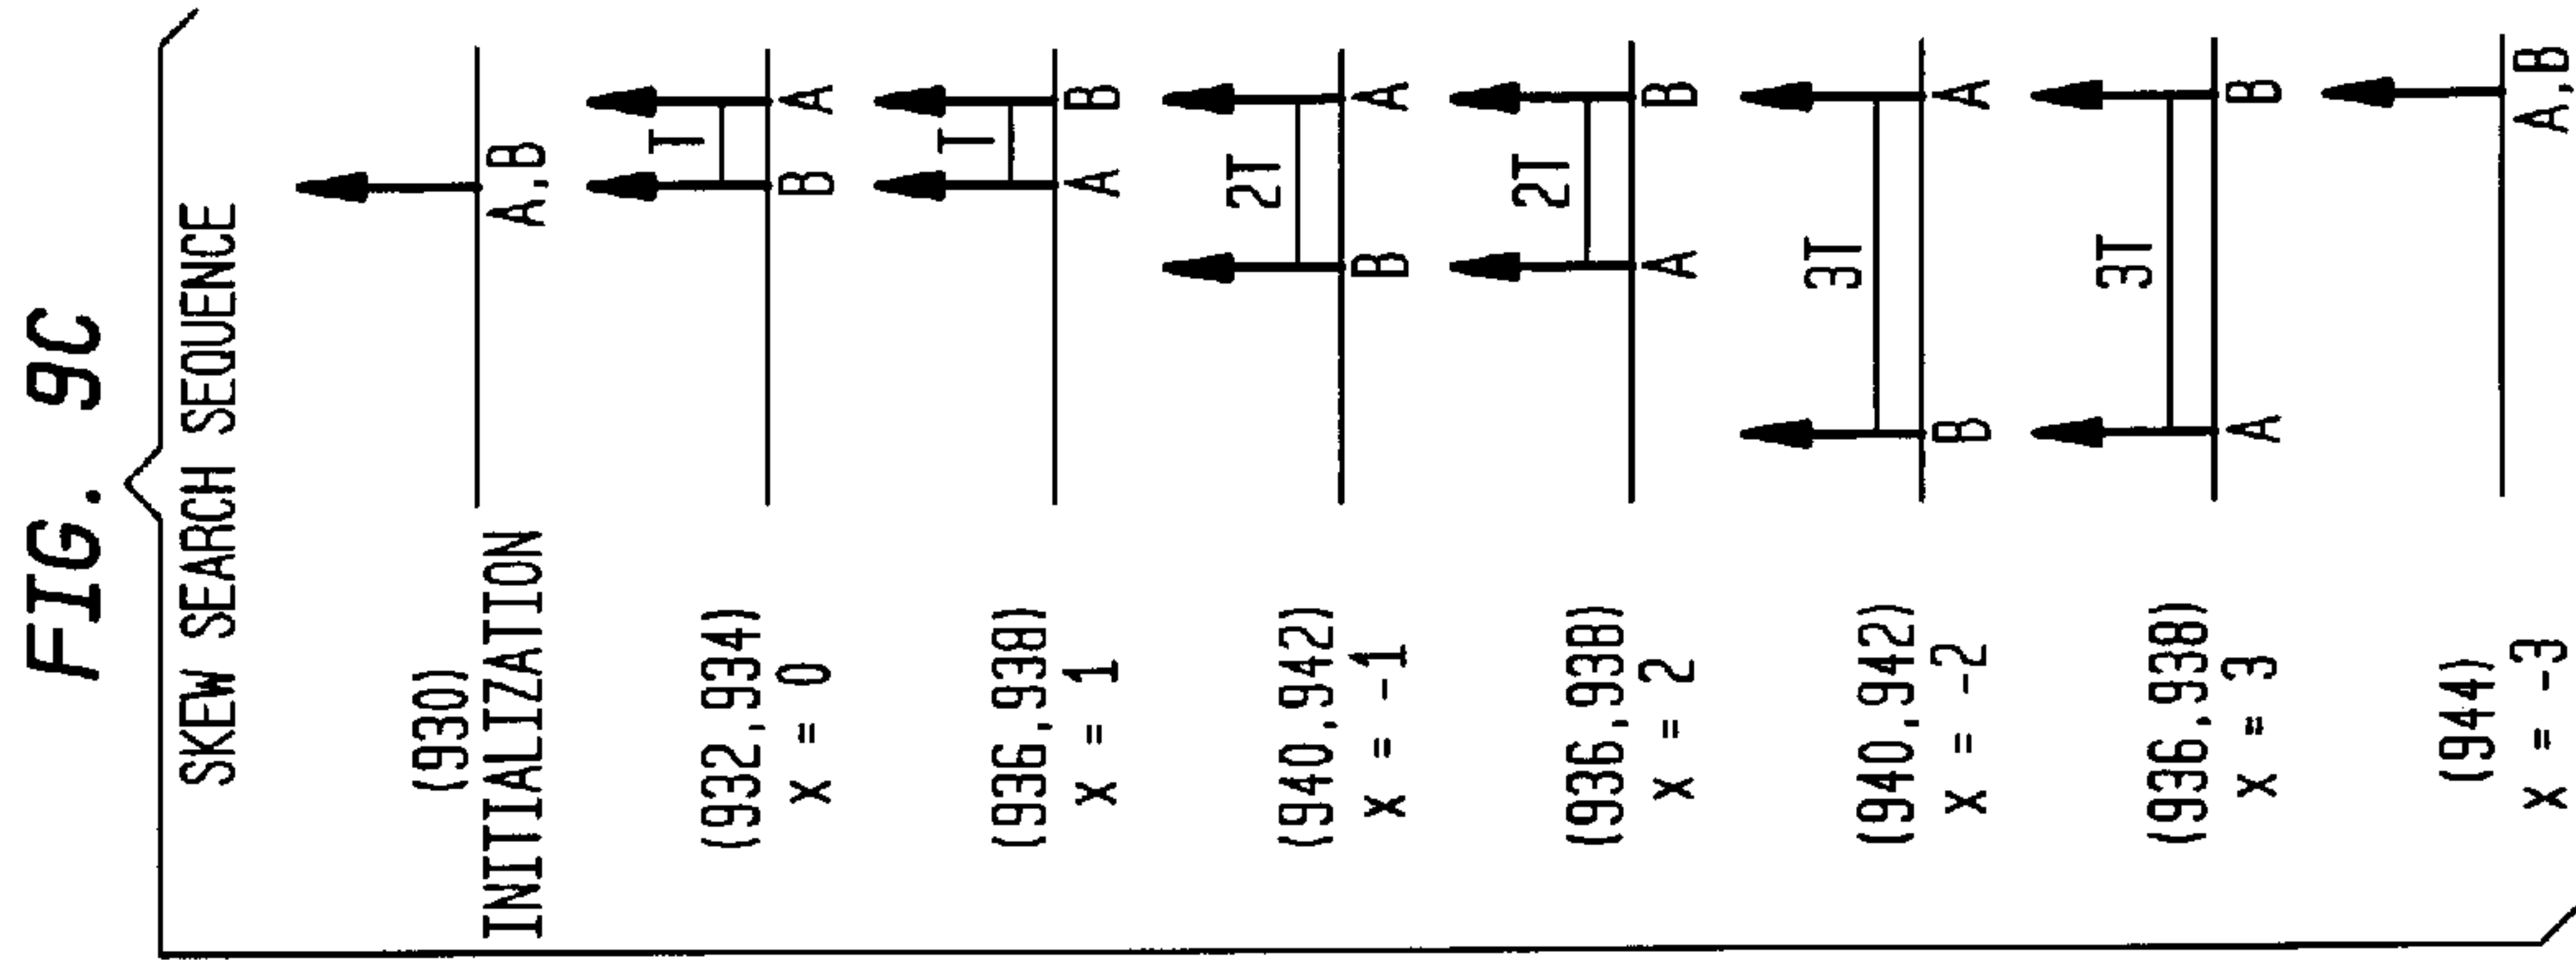 FIG. 9C
SKEW SEARCH SEQUENCE
(930)
INITIALIZATION
A,B
(932,934)
X = 0
T
B A
(936,938)
X = 1
T
A B
(940,942)
X = -1
2T
B A
(936,938)
X = 2
2T
A B
(940,942)
X = -2
3T
B A
(936,938)
X = 3
3T
A B
(944)
X = -3
A,B